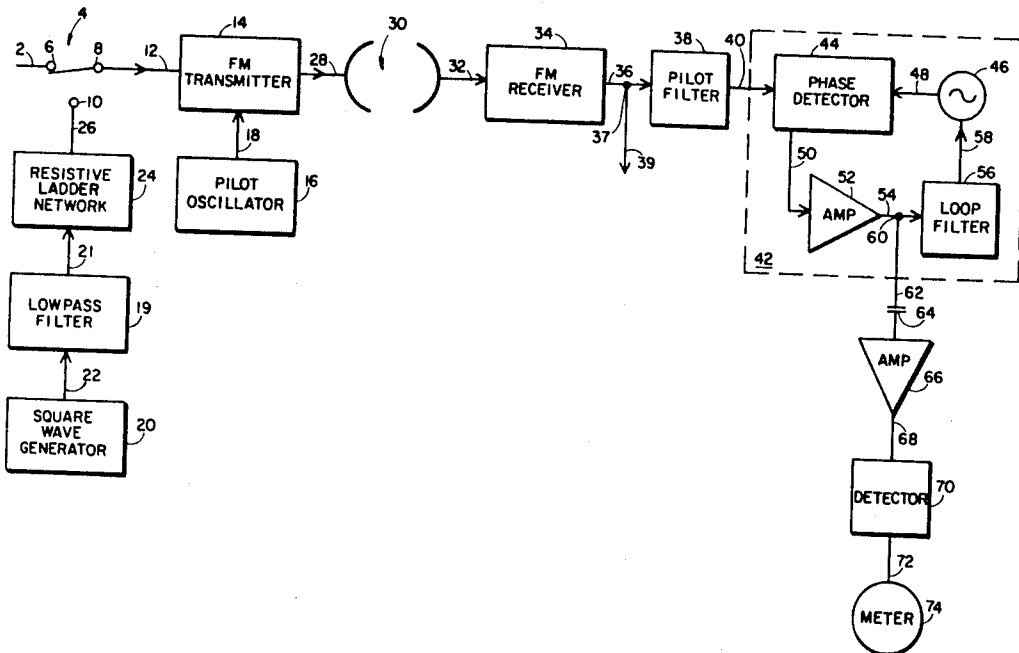 4
2
6
8
12
14
FM
TRANSMITTER
28
30
32
34
FM
RECEIVER
36
37
39
38
PILOT
FILTER
40
42
44
PHASE
DETECTOR
48
46
50
52
AMP
54
60
58
56
LOOP
FILTER
10
26
RESISTIVE
LADDER
NETWORK
24
18
PILOT
OSCILLATOR
16
21
LOWPASS
FILTER
19
22
SQUARE
WAVE
GENERATOR
20
62
64
AMP
66
68
DETECTOR
70
72
METER
74